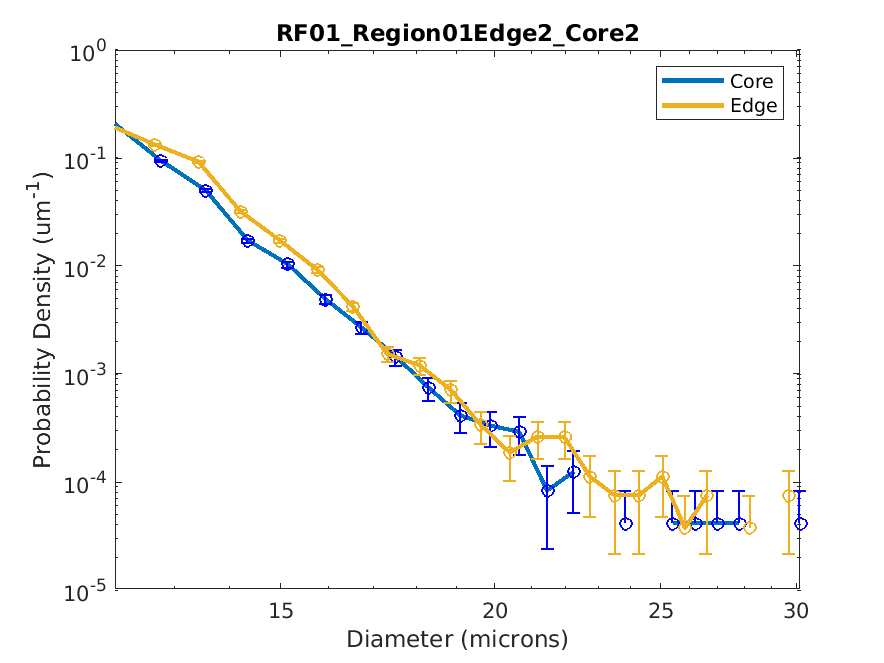 RF01_Region01Edge2_Core2
Core
Edge
10^0
10^-1
10^-2
10^-3
10^-4
10^-5
Probability Density (um^-1)
15
20
25
30
Diameter (microns)